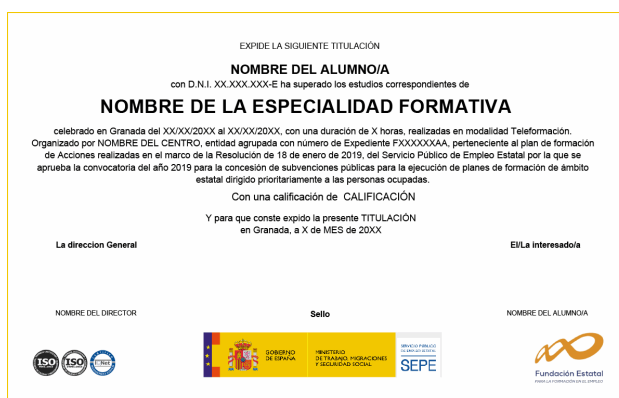 EXPIDE LA SIGUIENTE TITULACIÓN
NOMBRE DEL ALUMNO/A
con D.N.I. XX.XXX.XXX-E ha superado los estudios correspondientes de
NOMBRE DE LA ESPECIALIDAD FORMATIVA
celebrado en Granada del XX/XX/20XX al XX/XX/20XX, con una duración de X horas, realizadas en modalidad Teleformación.
Organizado por NOMBRE DEL CENTRO, entidad agrupada con número de Expediente FXXXXXXAA, perteneciente al plan de formación
de Acciones realizadas en el marco de la Resolución de 18 de enero de 2019, del Servicio Público de Empleo Estatal por la que se
aprueba la convocatoria del año 2019 para la concesión de subvenciones públicas para la ejecución de planes de formación de ámbito
estatal dirigido prioritariamente a las personas ocupadas.
Con una calificación de CALIFICACIÓN
Y para que conste expido la presente TITULACIÓN
en Granada, a X de MES de 20XX
La direccion General
El/La interesado/a
NOMBRE DEL DIRECTOR
Sello
NOMBRE DEL ALUMNO/A
ISO
ISO
IQNet
GOBIERNO
DE ESPAÑA
MINISTERIO
DE TRABAJO, MIGRACIONES
Y SEGURIDAD SOCIAL
SERVICIO PÚBLICO
DE EMPLEO ESTATAL
SEPE
Fundación Estatal
PARA LA FORMACIÓN EN EL EMPLEO